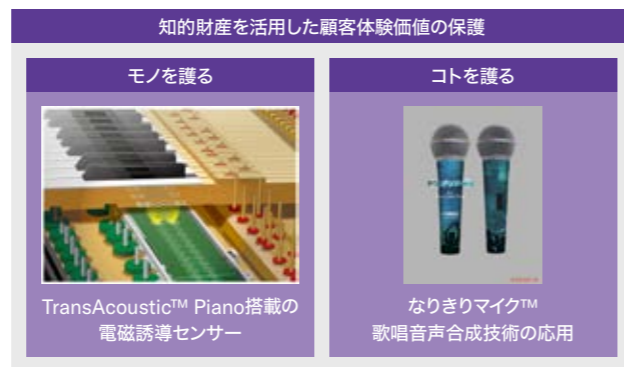 知的財産を活用した顧客体験価値の保護
モノを護る
コトを護る
TransAcoustic™ Piano搭載の
電磁誘導センサー
なりきりマイク™
歌唱音声合成技術の応用